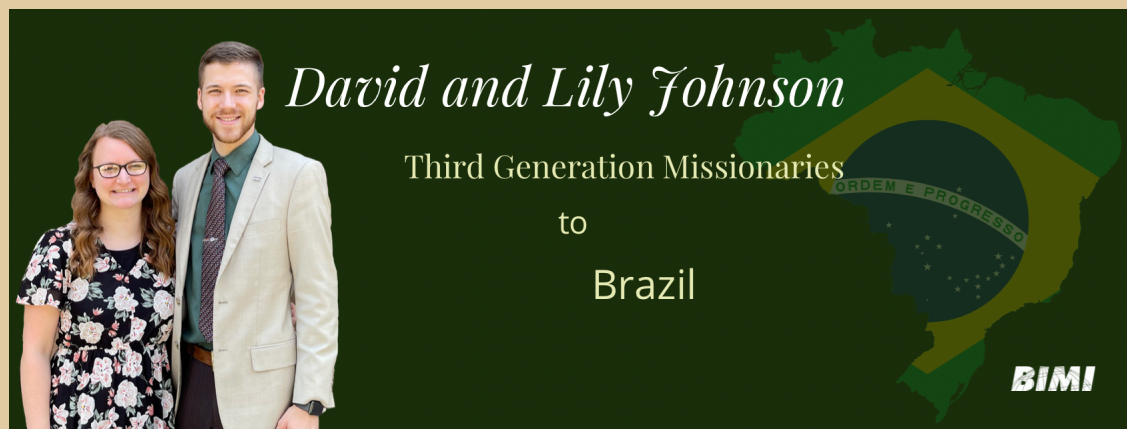 David and Lily Johnson
Third Generation Missionaries
to
Brazil
ORDEM E PROGRESSO
BIMI